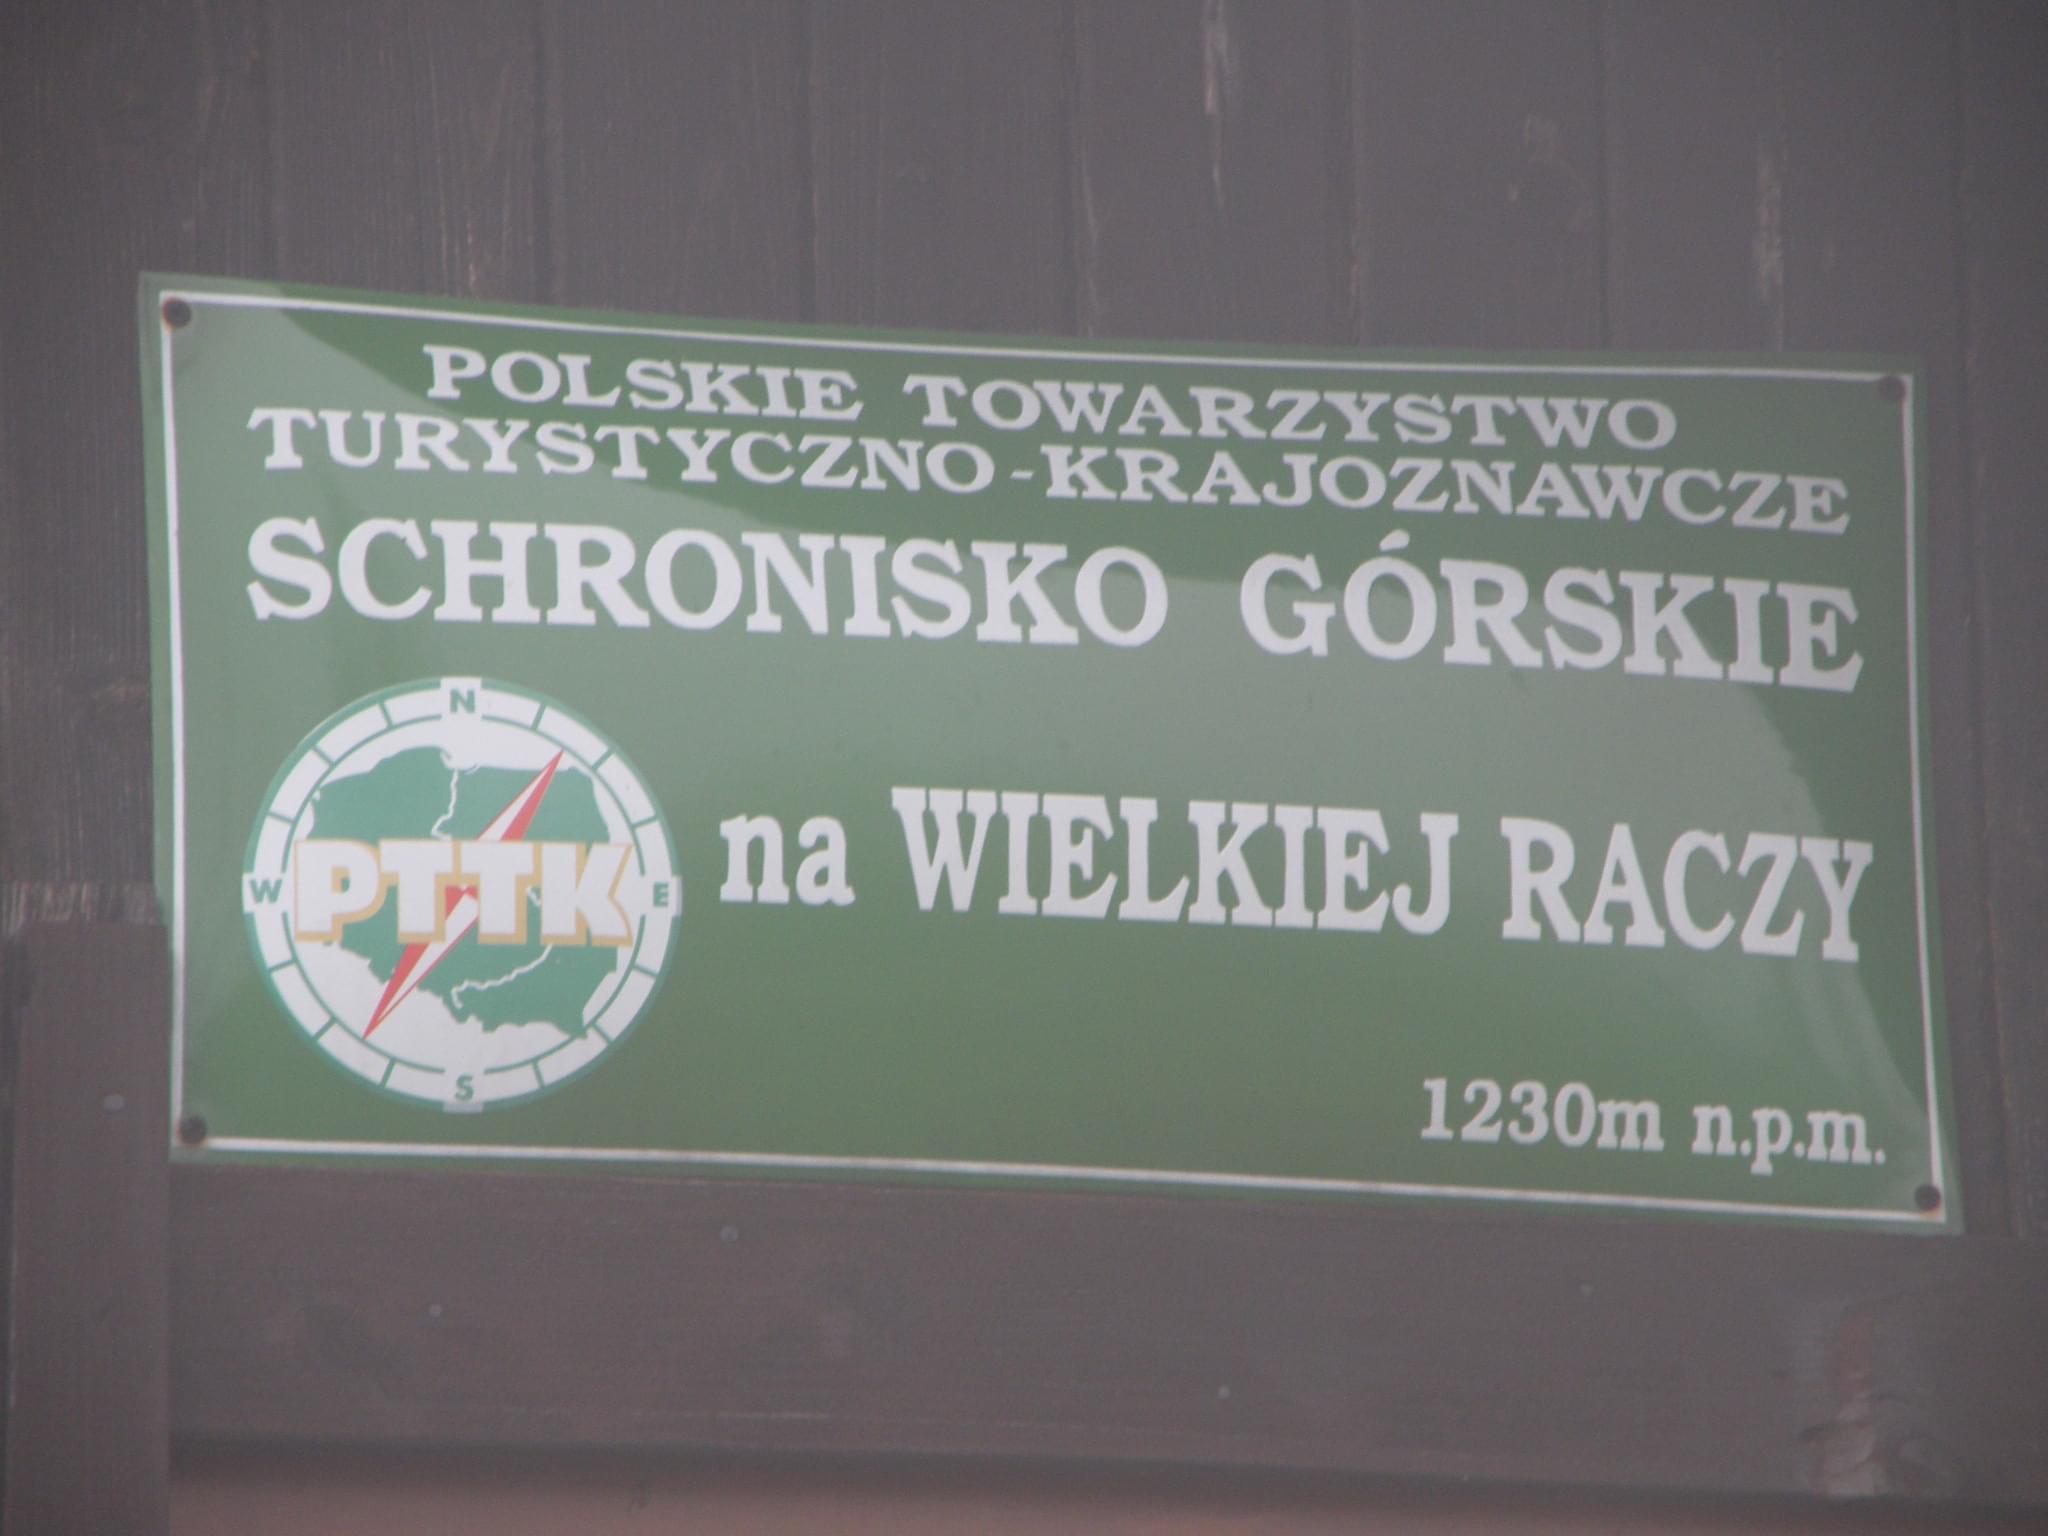 POLSKIE TOWARZYSTWO
TURYSTYCZNO-KRAJOZNAWCZE
SCHRONISKO GÓRSKIE
N
W PTTK E
S
na WIELKIEJ RACZY
1230m n.p.m.